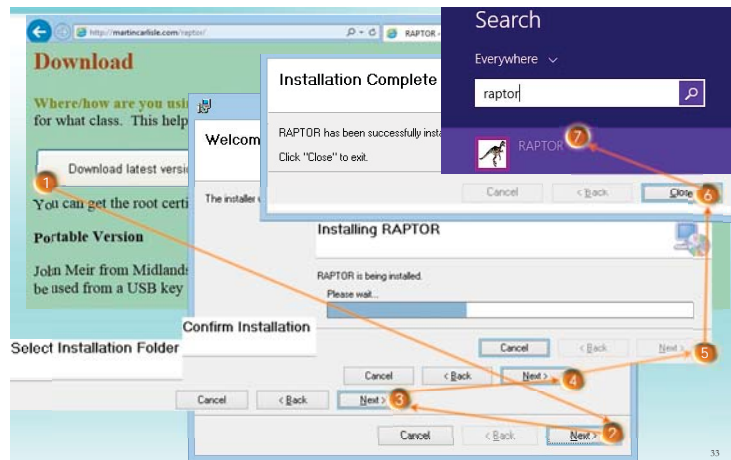 http://martincarlisle.com/raptor/
RAPTOR -
Download
Where/how are you usi
for what class. This help
Download latest versi
1
You can get the root certi
Portable Version
John Meir from Midland
be used from a USB key
Search
Everywhere
raptor
RAPTOR
7
Installation Complete
RAPTOR has been successfully insta
Click "Close" to exit.
Cancel
< Back
Close
6
Welcom
The installer
Installing RAPTOR
RAPTOR is being installed.
Please wait...
Cancel
< Back
Next >
5
Confirm Installation
Cancel
< Back
Next >
4
Select Installation Folder
Cancel
< Back
Next >
3
Cancel
< Back
Next >
2
33